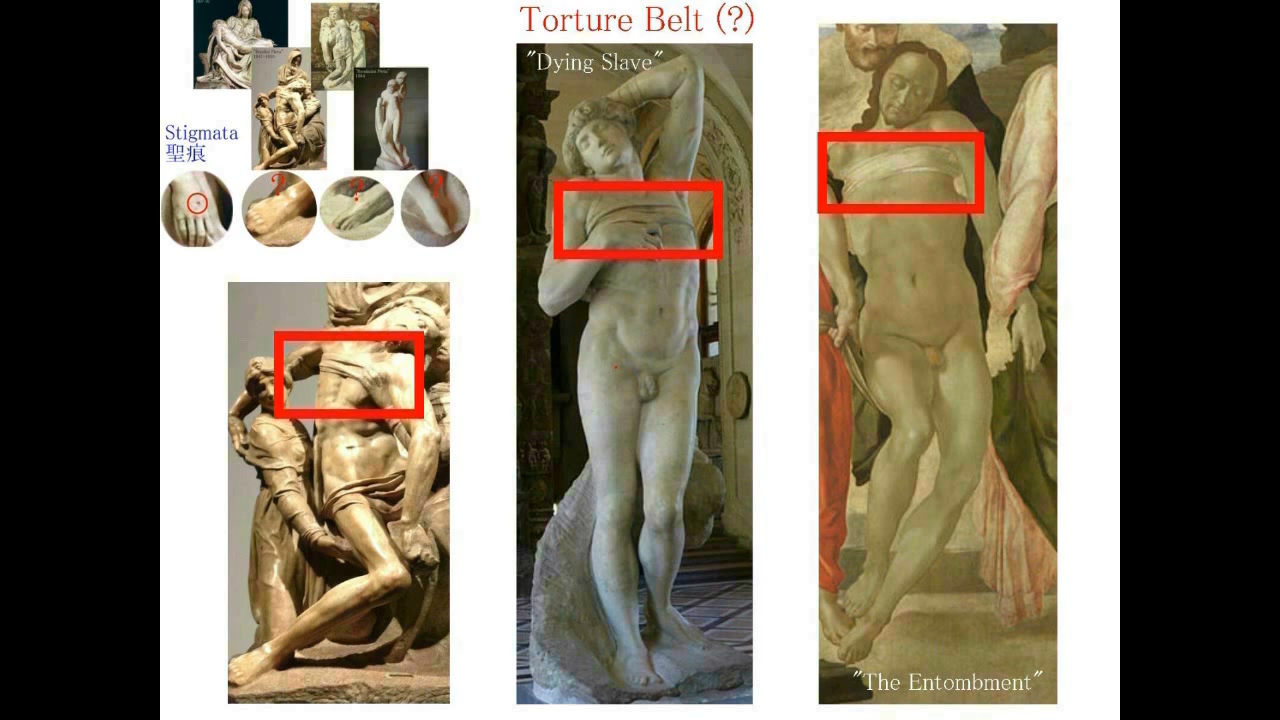 Torture Belt (?)
"Dying Slave"
Stigmata
聖痕
?
?
?
"The Entombment"